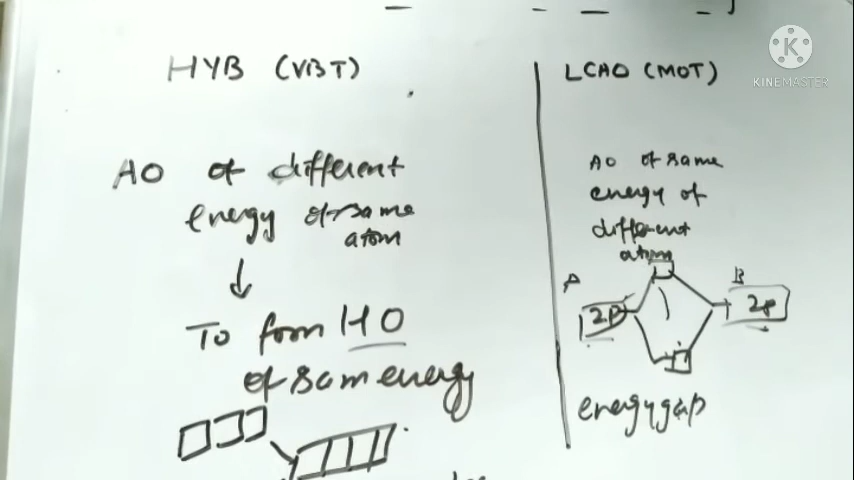 HYB (VBT)
AO of different
energy of same
atom
To form HO
of sam energy
LCAO (MOT)
AO of same
energy of
different
atom
A
B
2P
2p
energy gap
K
KINEMASTER